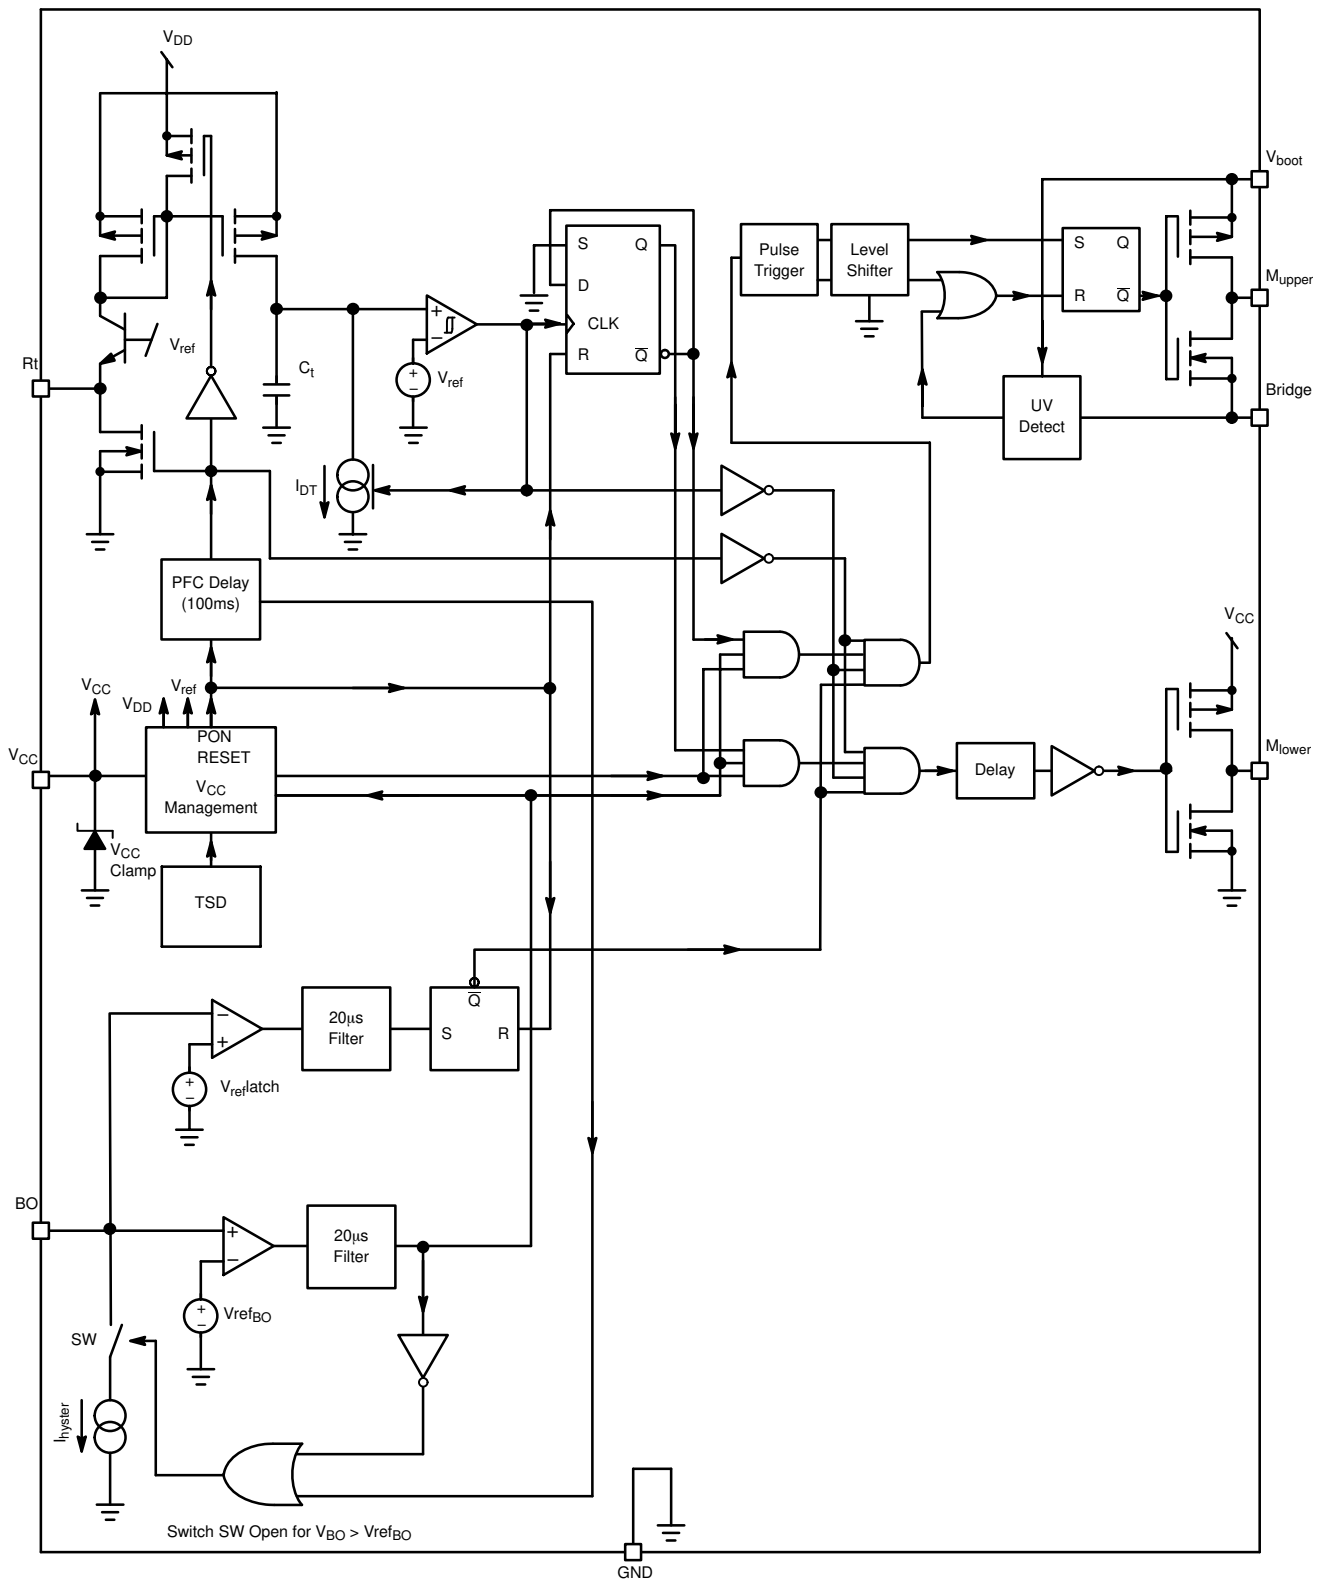 VDD
Vboot
S Q
D
CLK
R Q
Pulse
Trigger
Level
Shifter
S Q
R Q
Mupper
Vref
Rt
Ct
+
−
+
−
Vref
UV
Detect
Bridge
IDT
PFC Delay
(100ms)
VCC
VCC
VDD
Vref
PON
RESET
VCC
VCC
Management
Delay
Mlower
VCC
Clamp
TSD
Q
S R
−
+
20μs
Filter
+
−
Vreflatch
BO
+
−
20μs
Filter
+
−
VrefBO
SW
Ihyster
Switch SW Open for VBO > VrefBO
GND